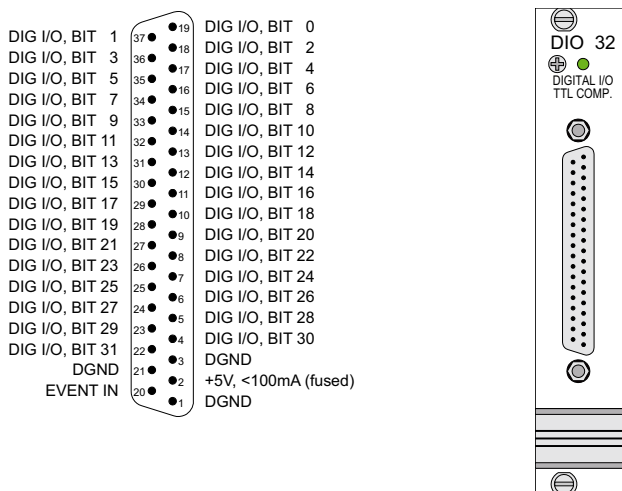 DIG I/O, BIT 1 37 19 DIG I/O, BIT 0
DIG I/O, BIT 3 36 18 DIG I/O, BIT 2
DIG I/O, BIT 5 35 17 DIG I/O, BIT 4
DIG I/O, BIT 7 34 16 DIG I/O, BIT 6
DIG I/O, BIT 9 33 15 DIG I/O, BIT 8
DIG I/O, BIT 11 32 14 DIG I/O, BIT 10
DIG I/O, BIT 13 31 13 DIG I/O, BIT 12
DIG I/O, BIT 15 30 12 DIG I/O, BIT 14
DIG I/O, BIT 17 29 11 DIG I/O, BIT 16
DIG I/O, BIT 19 28 10 DIG I/O, BIT 18
DIG I/O, BIT 21 27 9 DIG I/O, BIT 20
DIG I/O, BIT 23 26 8 DIG I/O, BIT 22
DIG I/O, BIT 25 25 7 DIG I/O, BIT 24
DIG I/O, BIT 27 24 6 DIG I/O, BIT 26
DIG I/O, BIT 29 23 5 DIG I/O, BIT 28
DIG I/O, BIT 31 22 4 DIG I/O, BIT 30
DGND 21 3 DGND
EVENT IN 20 2 +5V, <100mA (fused)
1 DGND
DIO 32
DIGITAL I/O
TTL COMP.